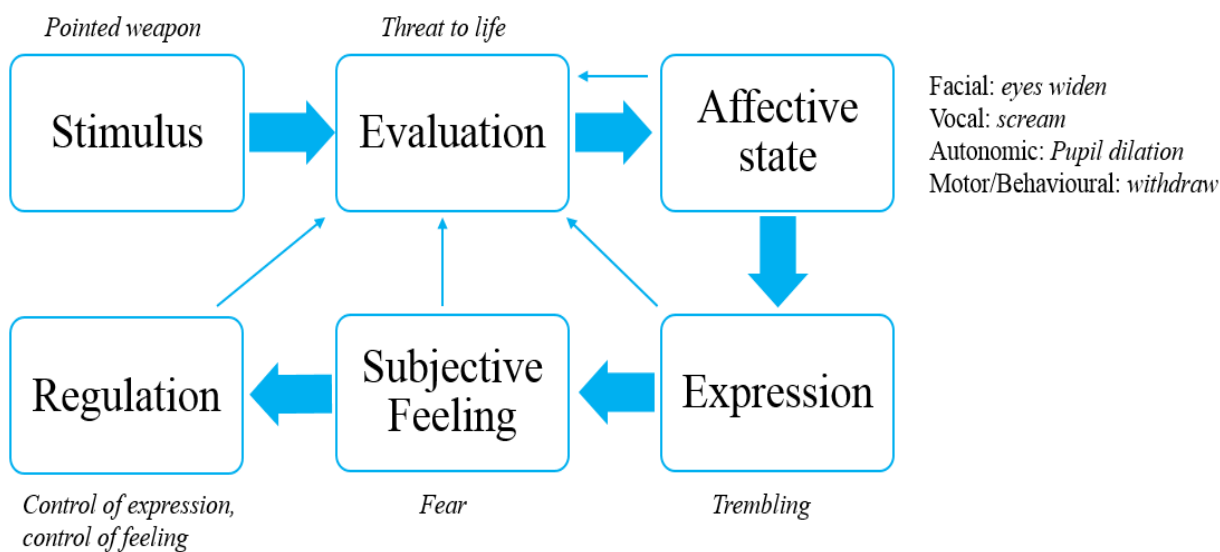 Pointed weapon
Threat to life
Stimulus
Evaluation
Affective
state
Facial: eyes widen
Vocal: scream
Autonomic: Pupil dilation
Motor/Behavioural: withdraw
Regulation
Subjective
Feeling
Expression
Control of expression,
control of feeling
Fear
Trembling